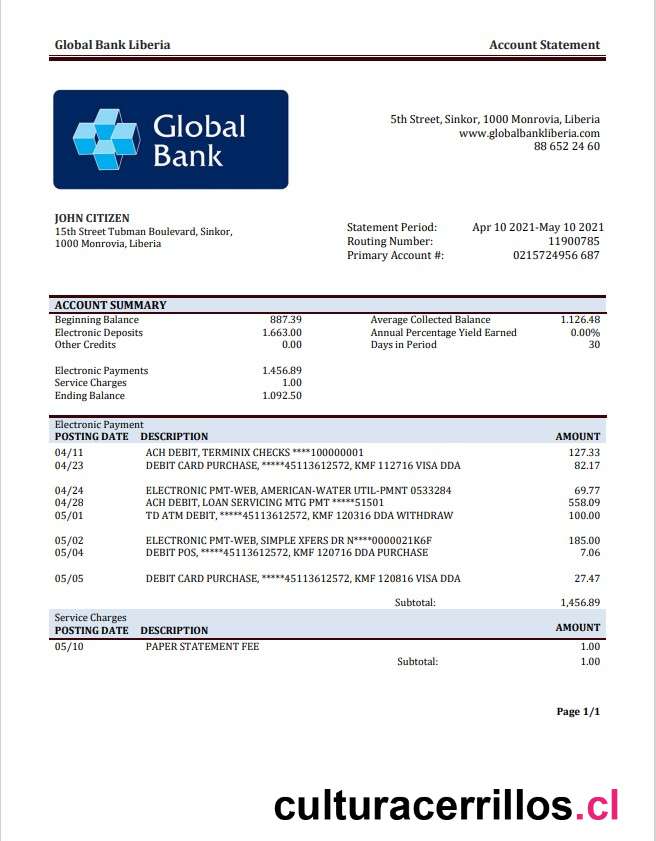 Global Bank Liberia Account Statement
Global
Bank
5th Street, Sinkor, 1000 Monrovia, Liberia
www.globalbankliberia.com
88 652 24 60
JOHN CITIZEN
15th Street Tubman Boulevard, Sinkor,
1000 Monrovia, Liberia
Statement Period: Apr 10 2021-May 10 2021
Routing Number: 11900785
Primary Account #: 0215724956 687
ACCOUNT SUMMARY
Beginning Balance 887.39 Average Collected Balance 1.126.48
Electronic Deposits 1.663.00 Annual Percentage Yield Earned 0.00%
Other Credits 0.00 Days in Period 30
Electronic Payments 1.456.89
Service Charges 1.00
Ending Balance 1.092.50
Electronic Payment
POSTING DATE DESCRIPTION AMOUNT
04/11 ACH DEBIT, TERMINIX CHECKS ****100000001 127.33
04/23 DEBIT CARD PURCHASE, *****45113612572, KMF 112716 VISA DDA 82.17
04/24 ELECTRONIC PMT-WEB, AMERICAN-WATER UTIL-PMNT 0533284 69.77
04/28 ACH DEBIT, LOAN SERVICING MTG PMT *****51501 558.09
05/01 TD ATM DEBIT, *****45113612572, KMF 120316 DDA WITHDRAW 100.00
05/02 ELECTRONIC PMT-WEB, SIMPLE XFERS DR N****0000021K6F 185.00
05/04 DEBIT POS, *****45113612572, KMF 120716 DDA PURCHASE 7.06
05/05 DEBIT CARD PURCHASE, *****45113612572, KMF 120816 VISA DDA 27.47
Subtotal: 1,456.89
Service Charges
POSTING DATE DESCRIPTION AMOUNT
05/10 PAPER STATEMENT FEE 1.00
Subtotal: 1.00
Page 1/1
culturacerrillos.cl